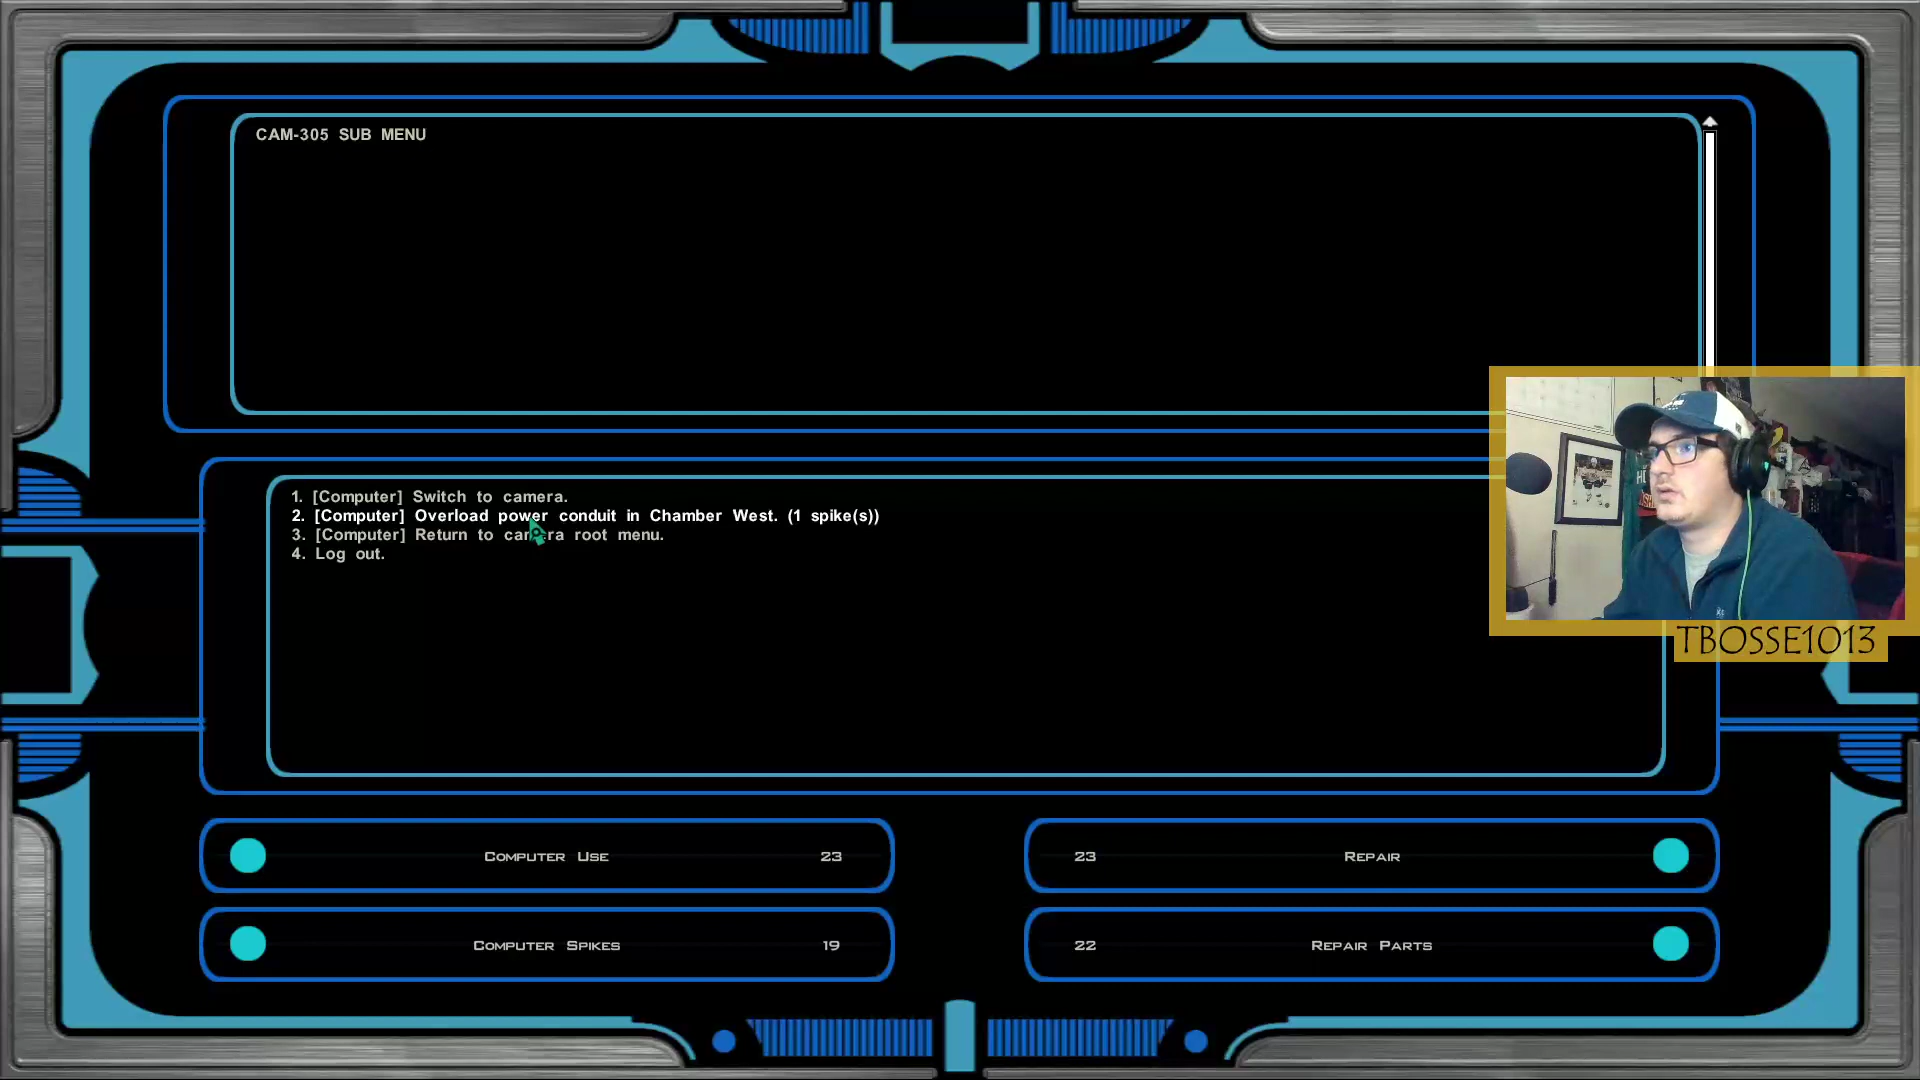 CAM-305 SUB MENU
1. [Computer] Switch to camera.
2. [Computer] Overload power conduit in Chamber West. (1 spike(s))
3. [Computer] Return to camera root menu.
4. Log out.
TBOSSE1013
COMPUTER USE 23
23 REPAIR
COMPUTER SPIKES 19
22 REPAIR PARTS